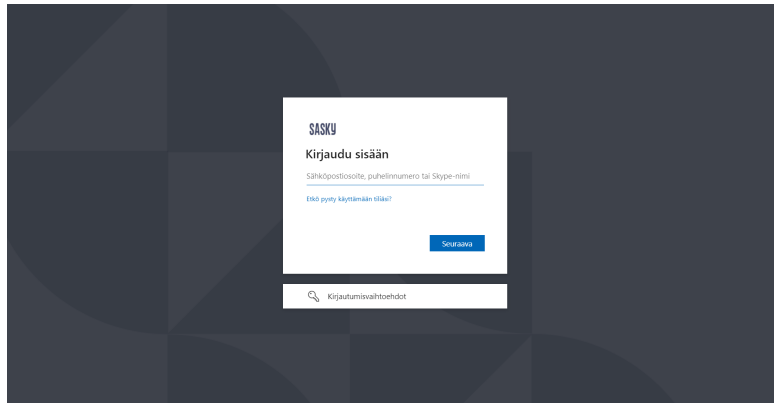 SASKY
Kirjaudu sisään
Sähköpostiosoite, puhelinnumero tai Skype-nimi
Etkö pysty käyttämään tiliäsi?
Seuraava
Kirjautumisvaihtoehdot